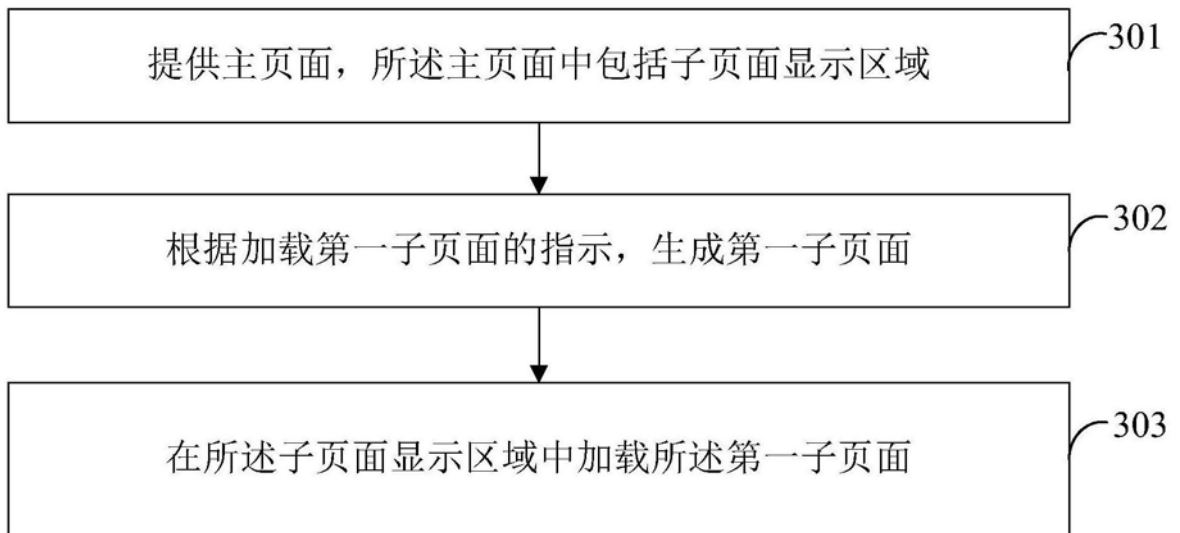 提供主页面，所述主页面中包括子页面显示区域
301
根据加载第一子页面的指示，生成第一子页面
302
在所述子页面显示区域中加载所述第一子页面
303